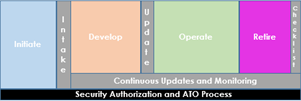 Initiate
Intake
Develop
Update
Operate
Retire
Checklist
Continuous Updates and Monitoring
Security Authorization and ATO Process